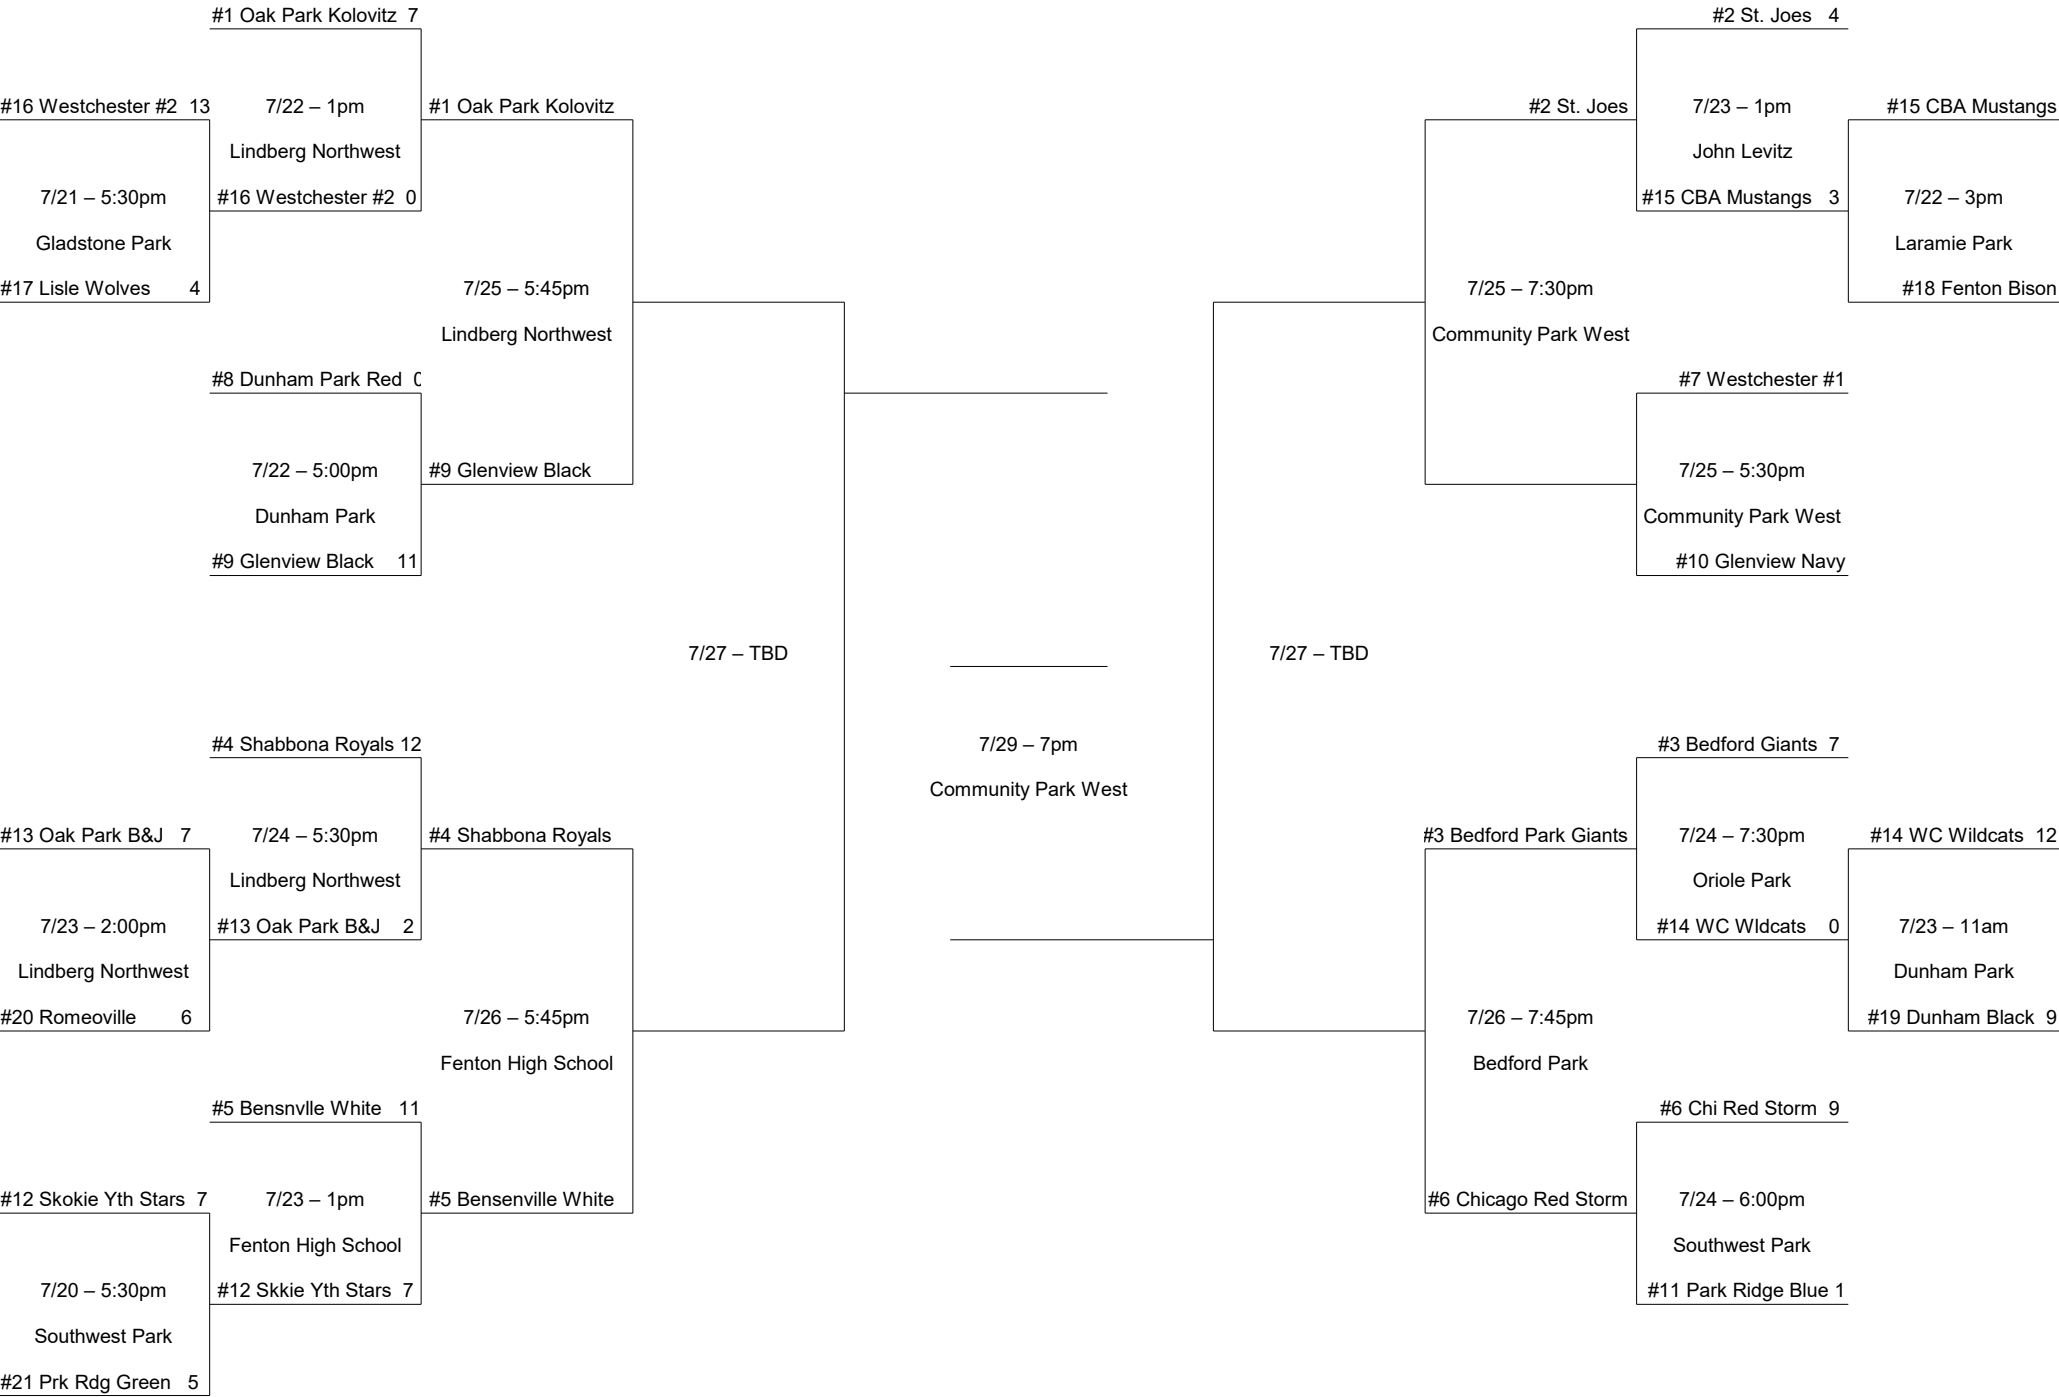 #1 Oak Park Kolovitz 7
#2 St. Joes 4
#16 Westchester #2 13
7/22 – 1pm
#1 Oak Park Kolovitz
#2 St. Joes
7/23 – 1pm
#15 CBA Mustangs
Lindberg Northwest
John Levitz
7/21 – 5:30pm
#16 Westchester #2 0
#15 CBA Mustangs 3
7/22 – 3pm
Gladstone Park
Laramie Park
#17 Lisle Wolves 4
7/25 – 5:45pm
7/25 – 7:30pm
#18 Fenton Bison
Lindberg Northwest
Community Park West
#8 Dunham Park Red 0
#7 Westchester #1
7/22 – 5:00pm
#9 Glenview Black
7/25 – 5:30pm
Dunham Park
Community Park West
#9 Glenview Black 11
#10 Glenview Navy
7/27 – TBD
7/27 – TBD
#4 Shabbona Royals 12
7/29 – 7pm
#3 Bedford Giants 7
Community Park West
#13 Oak Park B&J 7
7/24 – 5:30pm
#4 Shabbona Royals
#3 Bedford Park Giants
7/24 – 7:30pm
#14 WC Wildcats 12
Lindberg Northwest
Oriole Park
7/23 – 2:00pm
#13 Oak Park B&J 2
#14 WC Wldcats 0
7/23 – 11am
Lindberg Northwest
Dunham Park
#20 Romeoville 6
7/26 – 5:45pm
7/26 – 7:45pm
#19 Dunham Black 9
Fenton High School
Bedford Park
#5 Bensnvlle White 11
#6 Chi Red Storm 9
#12 Skokie Yth Stars 7
7/23 – 1pm
#5 Bensenville White
#6 Chicago Red Storm
7/24 – 6:00pm
Fenton High School
Southwest Park
7/20 – 5:30pm
#12 Skkie Yth Stars 7
#11 Park Ridge Blue 1
Southwest Park
#21 Prk Rdg Green 5